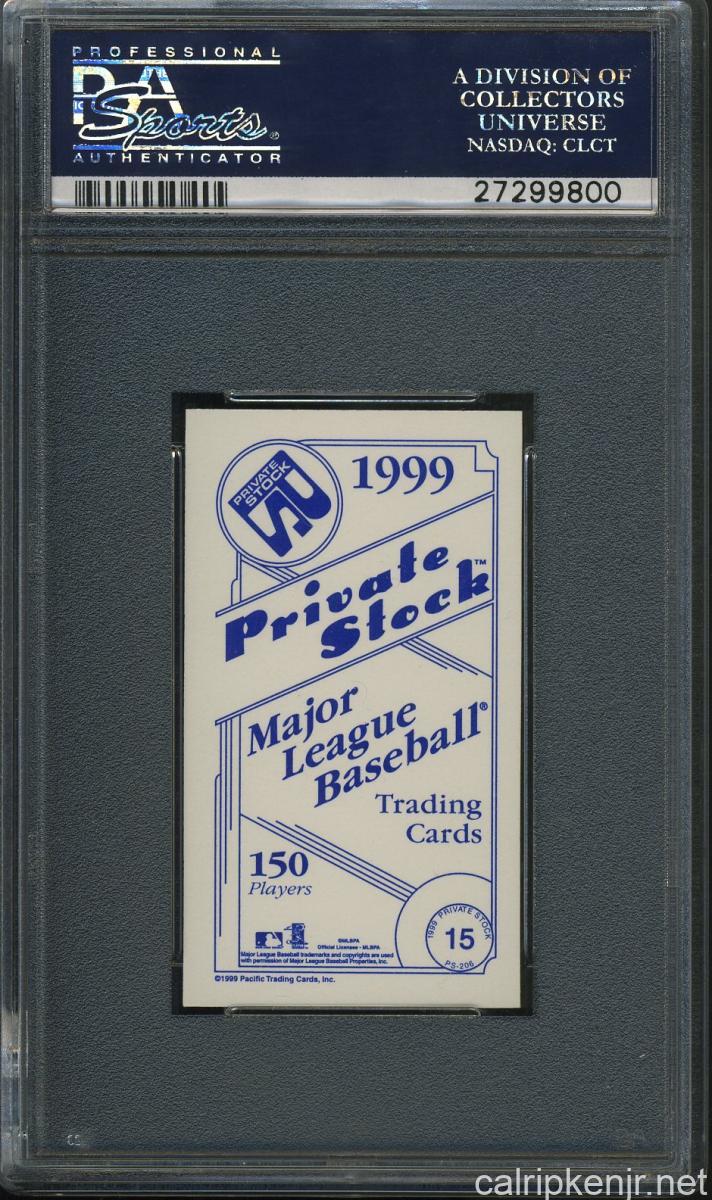 PROFESSIONAL
PSA
Sports
AUTHENTICATOR
A DIVISION OF
COLLECTORS
UNIVERSE
NASDAQ: CLCT
27299800
PRIVATE
STOCK
1999
Private
Stock™
Major
League
Baseball®
Trading
Cards
150
Players
1999 PRIVATE STOCK
15
PS-206
©MLBPA
Official Licensee - MLBPA
Major League Baseball trademarks and copyrights are used
with permission of Major League Baseball Properties, Inc.
©1999 Pacific Trading Cards, Inc.
calripkenjr.net